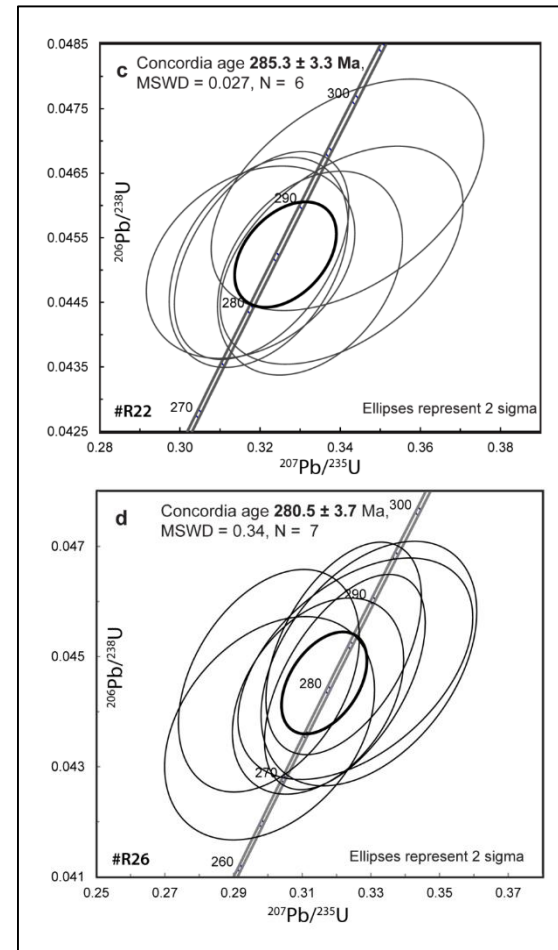 0.0485
c Concordia age 285.3 ± 3.3 Ma,
MSWD = 0.027, N = 6
300
0.0475
0.0465
290
0.0455
0.0445
280
0.0435
270
#R22
Ellipses represent 2 sigma
0.0425
0.28 0.30 0.32 0.34 0.36 0.38
²⁰⁶Pb/²³⁸U
²⁰⁷Pb/²³⁵U
d Concordia age 280.5 ± 3.7 Ma,
MSWD = 0.34, N = 7
300
0.047
290
0.045
280
0.043
270
260
#R26
Ellipses represent 2 sigma
0.041
0.25 0.27 0.29 0.31 0.33 0.35 0.37
²⁰⁶Pb/²³⁸U
²⁰⁷Pb/²³⁵U